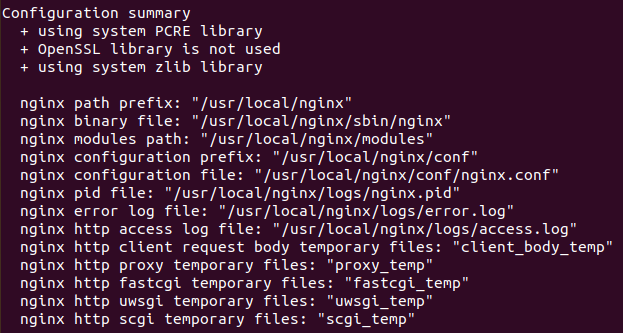 Configuration summary
+ using system PCRE library
+ OpenSSL library is not used
+ using system zlib library
nginx path prefix: "/usr/local/nginx"
nginx binary file: "/usr/local/nginx/sbin/nginx"
nginx modules path: "/usr/local/nginx/modules"
nginx configuration prefix: "/usr/local/nginx/conf"
nginx configuration file: "/usr/local/nginx/conf/nginx.conf"
nginx pid file: "/usr/local/nginx/logs/nginx.pid"
nginx error log file: "/usr/local/nginx/logs/error.log"
nginx http access log file: "/usr/local/nginx/logs/access.log"
nginx http client request body temporary files: "client_body_temp"
nginx http proxy temporary files: "proxy_temp"
nginx http fastcgi temporary files: "fastcgi_temp"
nginx http uwsgi temporary files: "uwsgi_temp"
nginx http scgi temporary files: "scgi_temp"